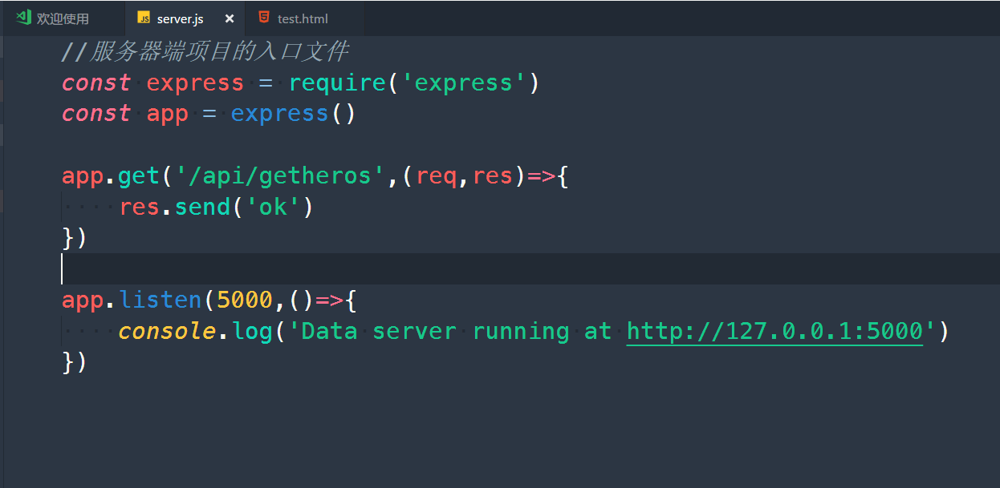 欢迎使用 JS server.js × test.html
//服务器端项目的入口文件
const express = require('express')
const app = express()
app.get('/api/getheros',(req,res)=>{
    res.send('ok')
})
app.listen(5000,()=>{
    console.log('Data server running at http://127.0.0.1:5000')
})